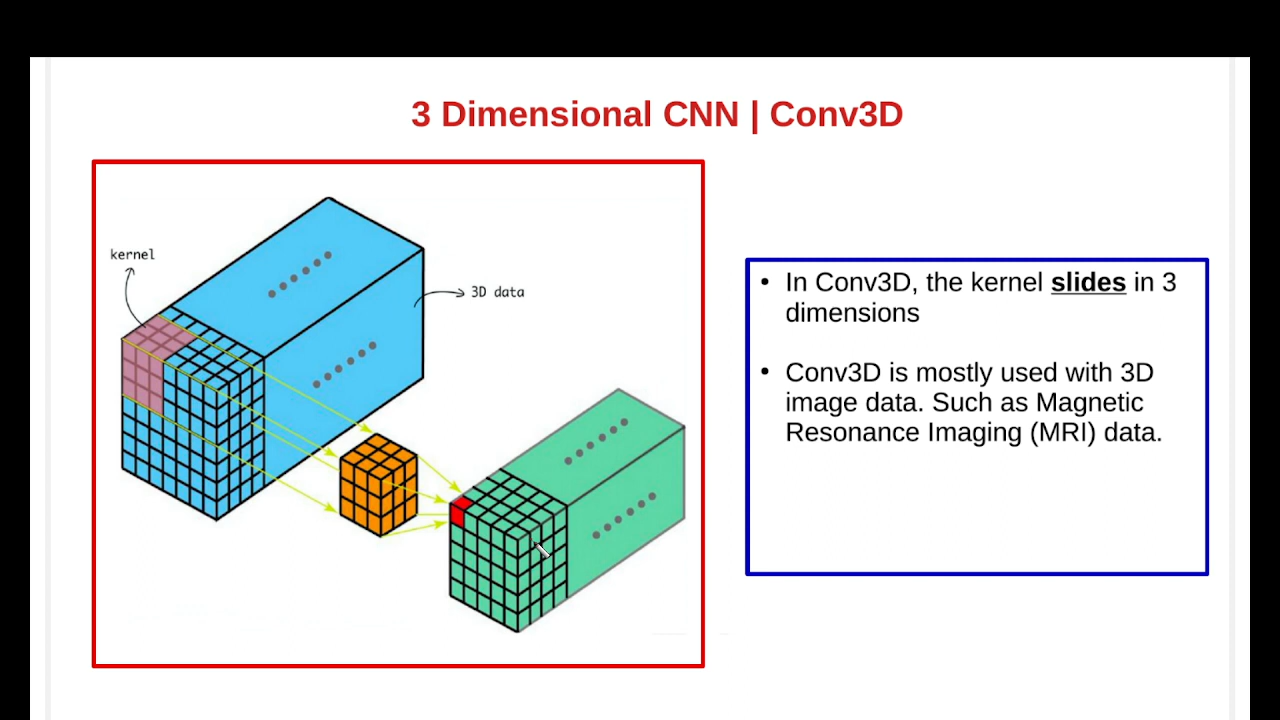 3 Dimensional CNN | Conv3D
kernel
3D data
• In Conv3D, the kernel slides in 3
dimensions
• Conv3D is mostly used with 3D
image data. Such as Magnetic
Resonance Imaging (MRI) data.